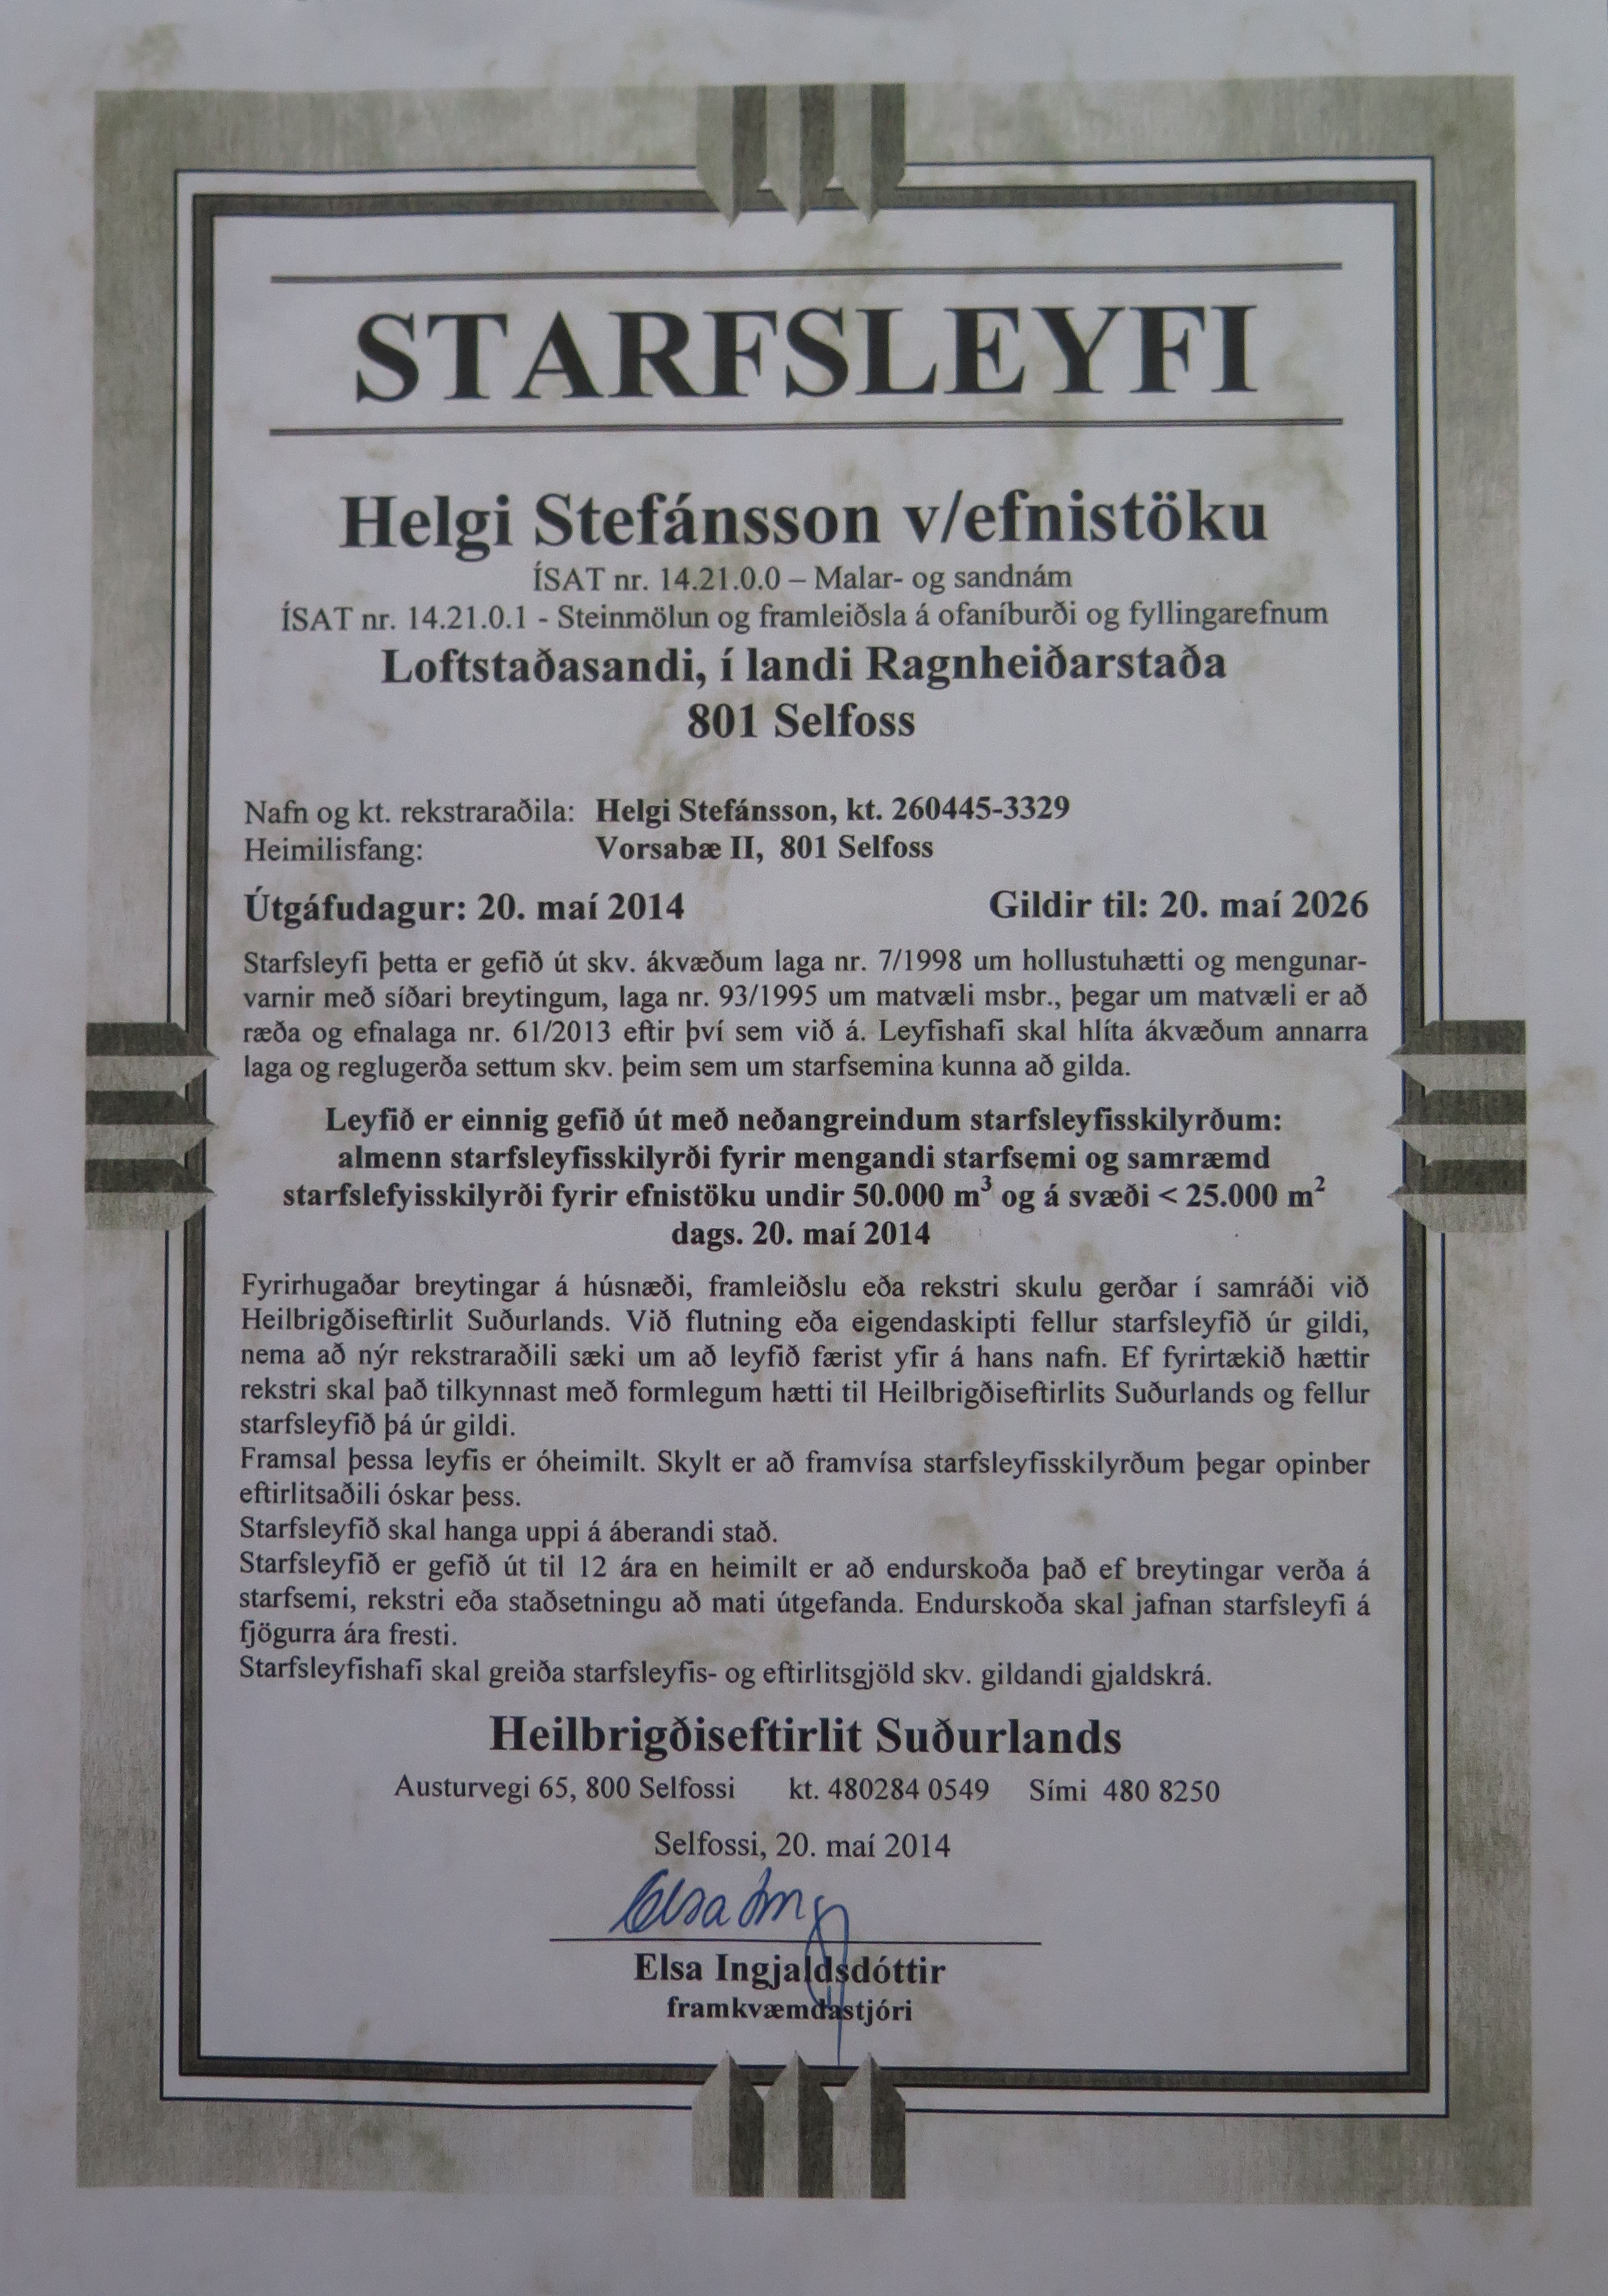 STARFSLEYFI
Helgi Stefánsson v/efnistöku
ÍSAT nr. 14.21.0.0 – Malar- og sandnám
ÍSAT nr. 14.21.0.1 - Steinmölun og framleiðsla á ofaníburði og fyllingarefnum
Loftstaðasandi, í landi Ragnheiðarstaða
801 Selfoss
Nafn og kt. rekstraraðila: Helgi Stefánsson, kt. 260445-3329
Heimilisfang: Vorsabæ II, 801 Selfoss
Útgáfudagur: 20. maí 2014 Gildir til: 20. maí 2026
Starfsleyfi þetta er gefið út skv. ákvæðum laga nr. 7/1998 um hollustuhætti og mengunar-
varnir með síðari breytingum, laga nr. 93/1995 um matvæli msbr., þegar um matvæli er að
ræða og efnalaga nr. 61/2013 eftir því sem við á. Leyfishafi skal hlíta ákvæðum annarra
laga og reglugerða settum skv. þeim sem um starfsemina kunna að gilda.
Leyfið er einnig gefið út með neðangreindum starfsleyfisskilyrðum:
almenn starfsleyfisskilyrði fyrir mengandi starfsemi og samræmd
starfslefyisskilyrði fyrir efnistöku undir 50.000 m³ og á svæði < 25.000 m²
dags. 20. maí 2014
Fyrirhugaðar breytingar á húsnæði, framleiðslu eða rekstri skulu gerðar í samráði við
Heilbrigðiseftirlit Suðurlands. Við flutning eða eigendaskipti fellur starfsleyfið úr gildi,
nema að nýr rekstraraðili sæki um að leyfið færist yfir á hans nafn. Ef fyrirtækið hættir
rekstri skal það tilkynnast með formlegum hætti til Heilbrigðiseftirlits Suðurlands og fellur
starfsleyfið þá úr gildi.
Framsal þessa leyfis er óheimilt. Skylt er að framvísa starfsleyfisskilyrðum þegar opinber
eftirlitsaðili óskar þess.
Starfsleyfið skal hanga uppi á áberandi stað.
Starfsleyfið er gefið út til 12 ára en heimilt er að endurskoða það ef breytingar verða á
starfsemi, rekstri eða staðsetningu að mati útgefanda. Endurskoða skal jafnan starfsleyfi á
fjögurra ára fresti.
Starfsleyfishafi skal greiða starfsleyfis- og eftirlitsgjöld skv. gildandi gjaldskrá.
Heilbrigðiseftirlit Suðurlands
Austurvegi 65, 800 Selfossi kt. 480284 0549 Sími 480 8250
Selfossi, 20. maí 2014
Elsa Ing
Elsa Ingjaldsdóttir
framkvæmdastjóri